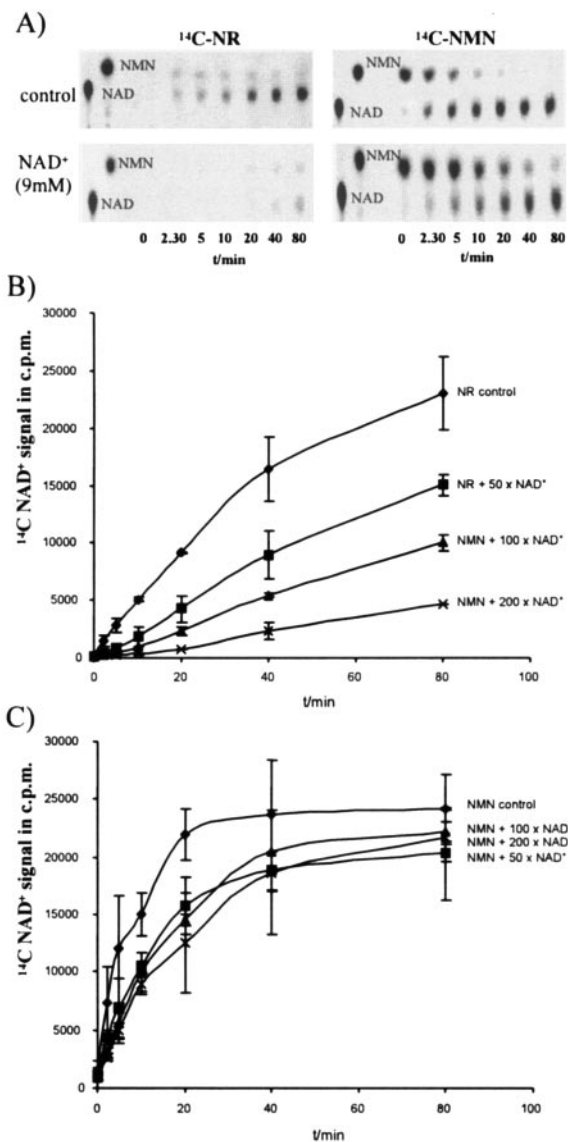 A)
¹⁴C-NR ¹⁴C-NMN
control
NMN
NAD
NMN
NAD
NAD⁺
(9mM)
NMN
NAD
NMN
NAD
0 2.30 5 10 20 40 80 0 2.30 5 10 20 40 80
t/min t/min
B)
¹⁴C NAD⁺ signal in c.p.m.
30000
25000
20000
15000
10000
5000
0
0 20 40 60 80 100
t/min
NR control
NR + 50 x NAD⁺
NMN + 100 x NAD⁺
NMN + 200 x NAD⁺
C)
¹⁴C NAD⁺ signal in c.p.m.
30000
25000
20000
15000
10000
5000
0
0 20 40 60 80 100
t/min
NMN control
NMN + 100 x NAD
NMN + 200 x NAD
NMN + 50 x NAD⁺